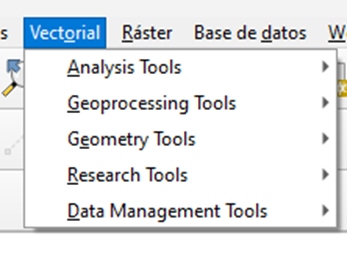 s Vectorial Ráster Base de datos W
Analysis Tools
Geoprocessing Tools
Geometry Tools
Research Tools
Data Management Tools